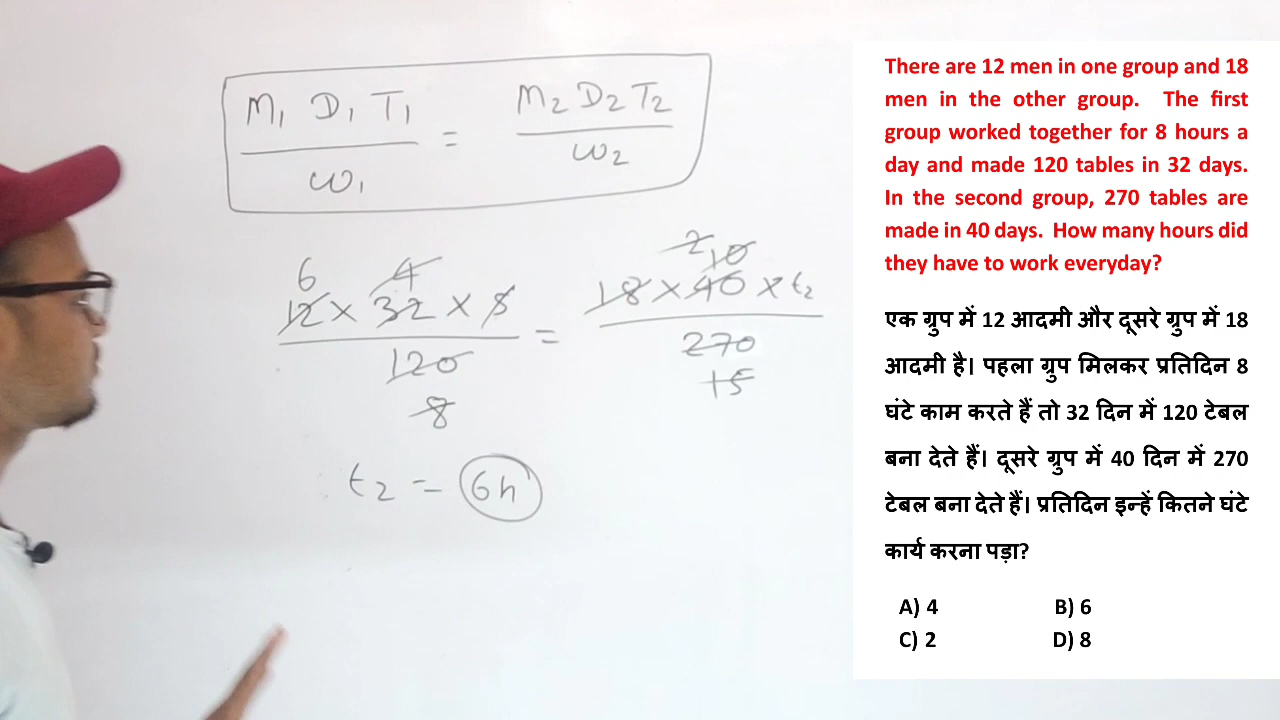 M₁ D₁ T₁ / W₁ = M₂ D₂ T₂ / W₂
6 4 2 10
12 × 32 × 8 / 120 = 18 × 40 × t₂ / 270
8 15
t₂ = 6h
There are 12 men in one group and 18
men in the other group. The first
group worked together for 8 hours a
day and made 120 tables in 32 days.
In the second group, 270 tables are
made in 40 days. How many hours did
they have to work everyday?
एक ग्रुप में 12 आदमी और दूसरे ग्रुप में 18
आदमी है। पहला ग्रुप मिलकर प्रतिदिन 8
घंटे काम करते हैं तो 32 दिन में 120 टेबल
बना देते हैं। दूसरे ग्रुप में 40 दिन में 270
टेबल बना देते हैं। प्रतिदिन इन्हें कितने घंटे
कार्य करना पड़ा?
A) 4 B) 6
C) 2 D) 8